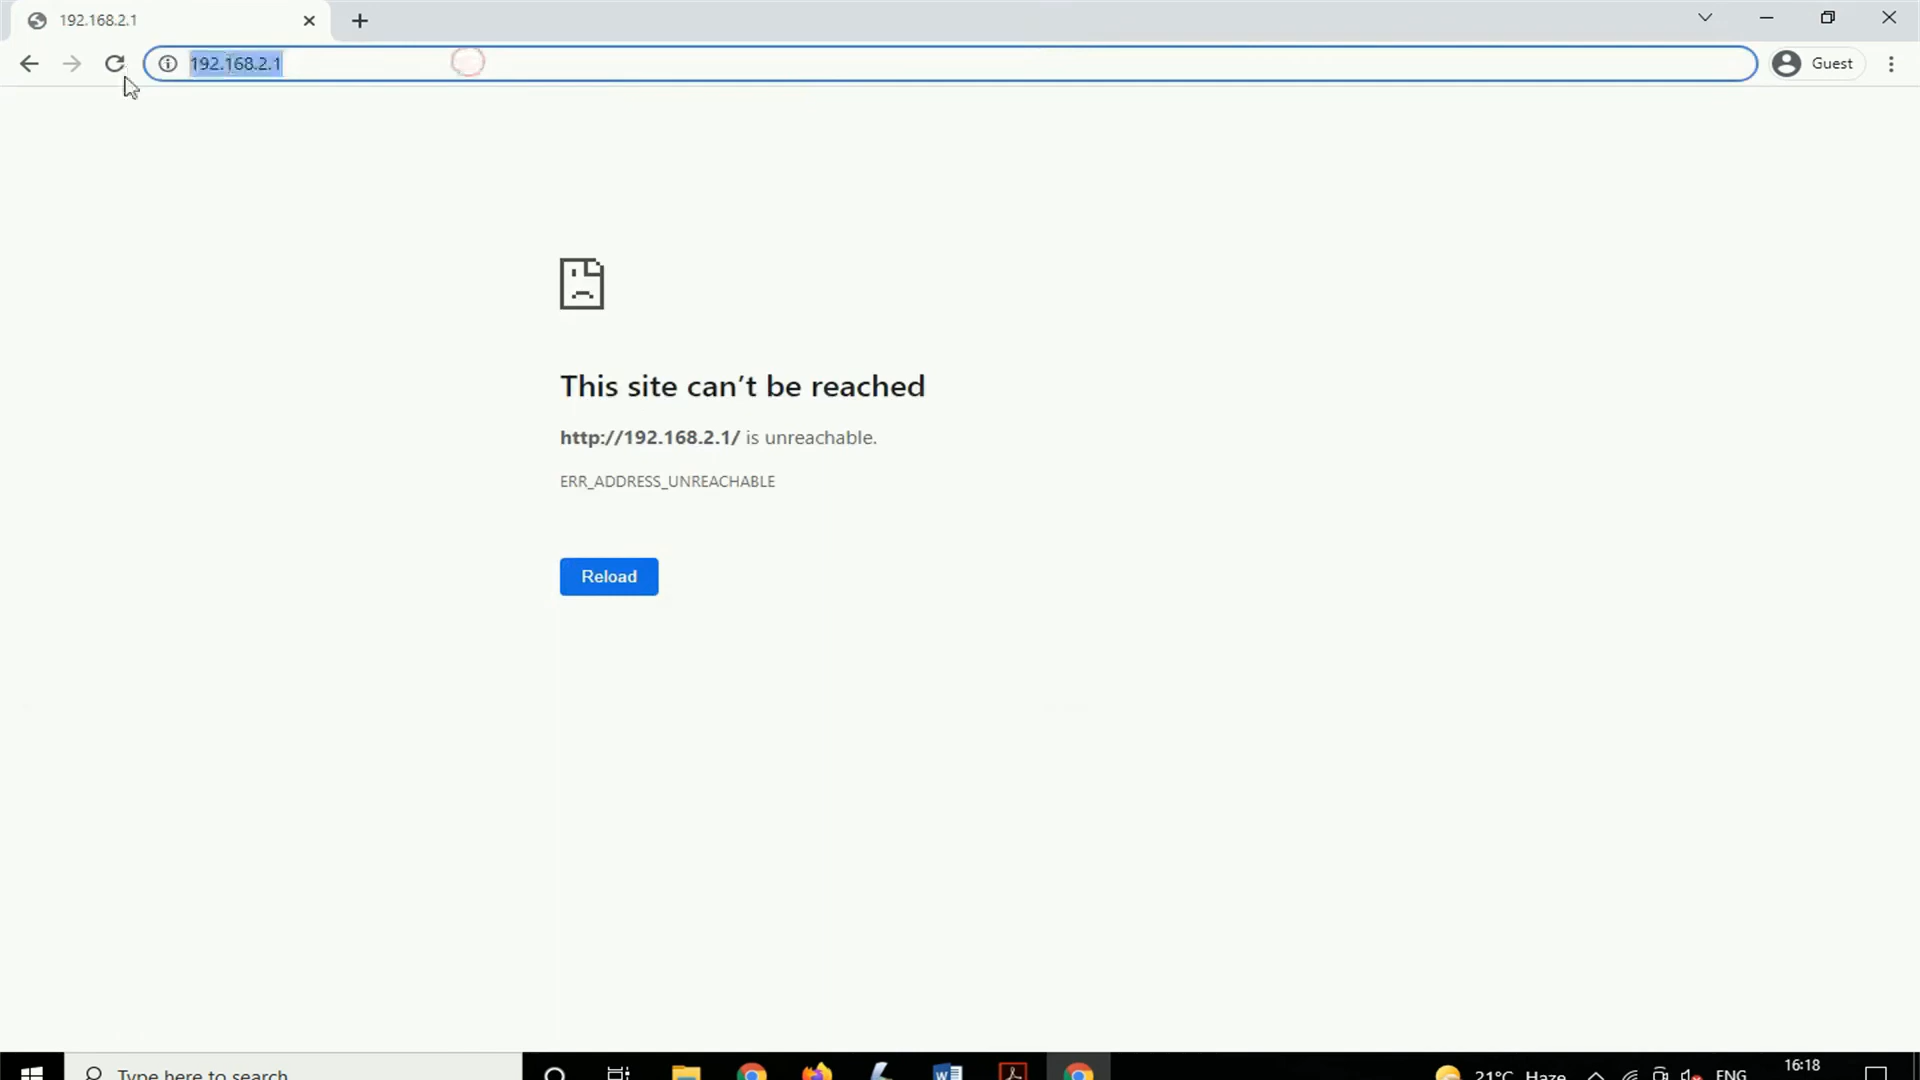 192.168.2.1
192.168.2.1
Guest
This site can't be reached
http://192.168.2.1/ is unreachable.
ERR_ADDRESS_UNREACHABLE
Reload
Type here to search
21°C Haze
ENG
16:18